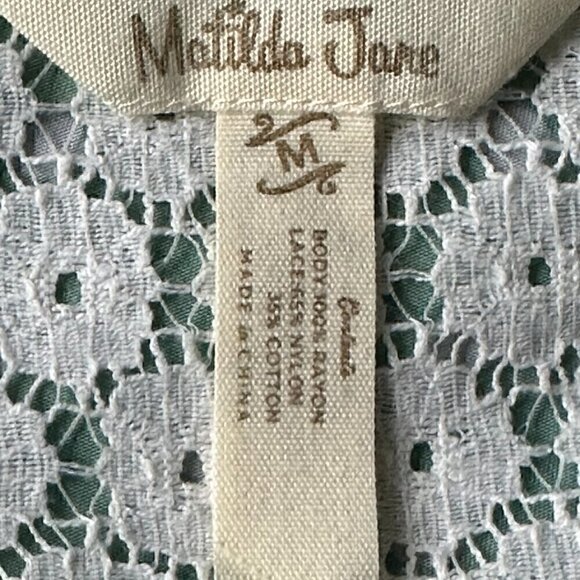 Matilda Jane
M
Contents
BODY-100% RAYON
LACE-65% NYLON
35% COTTON
MADE in CHINA